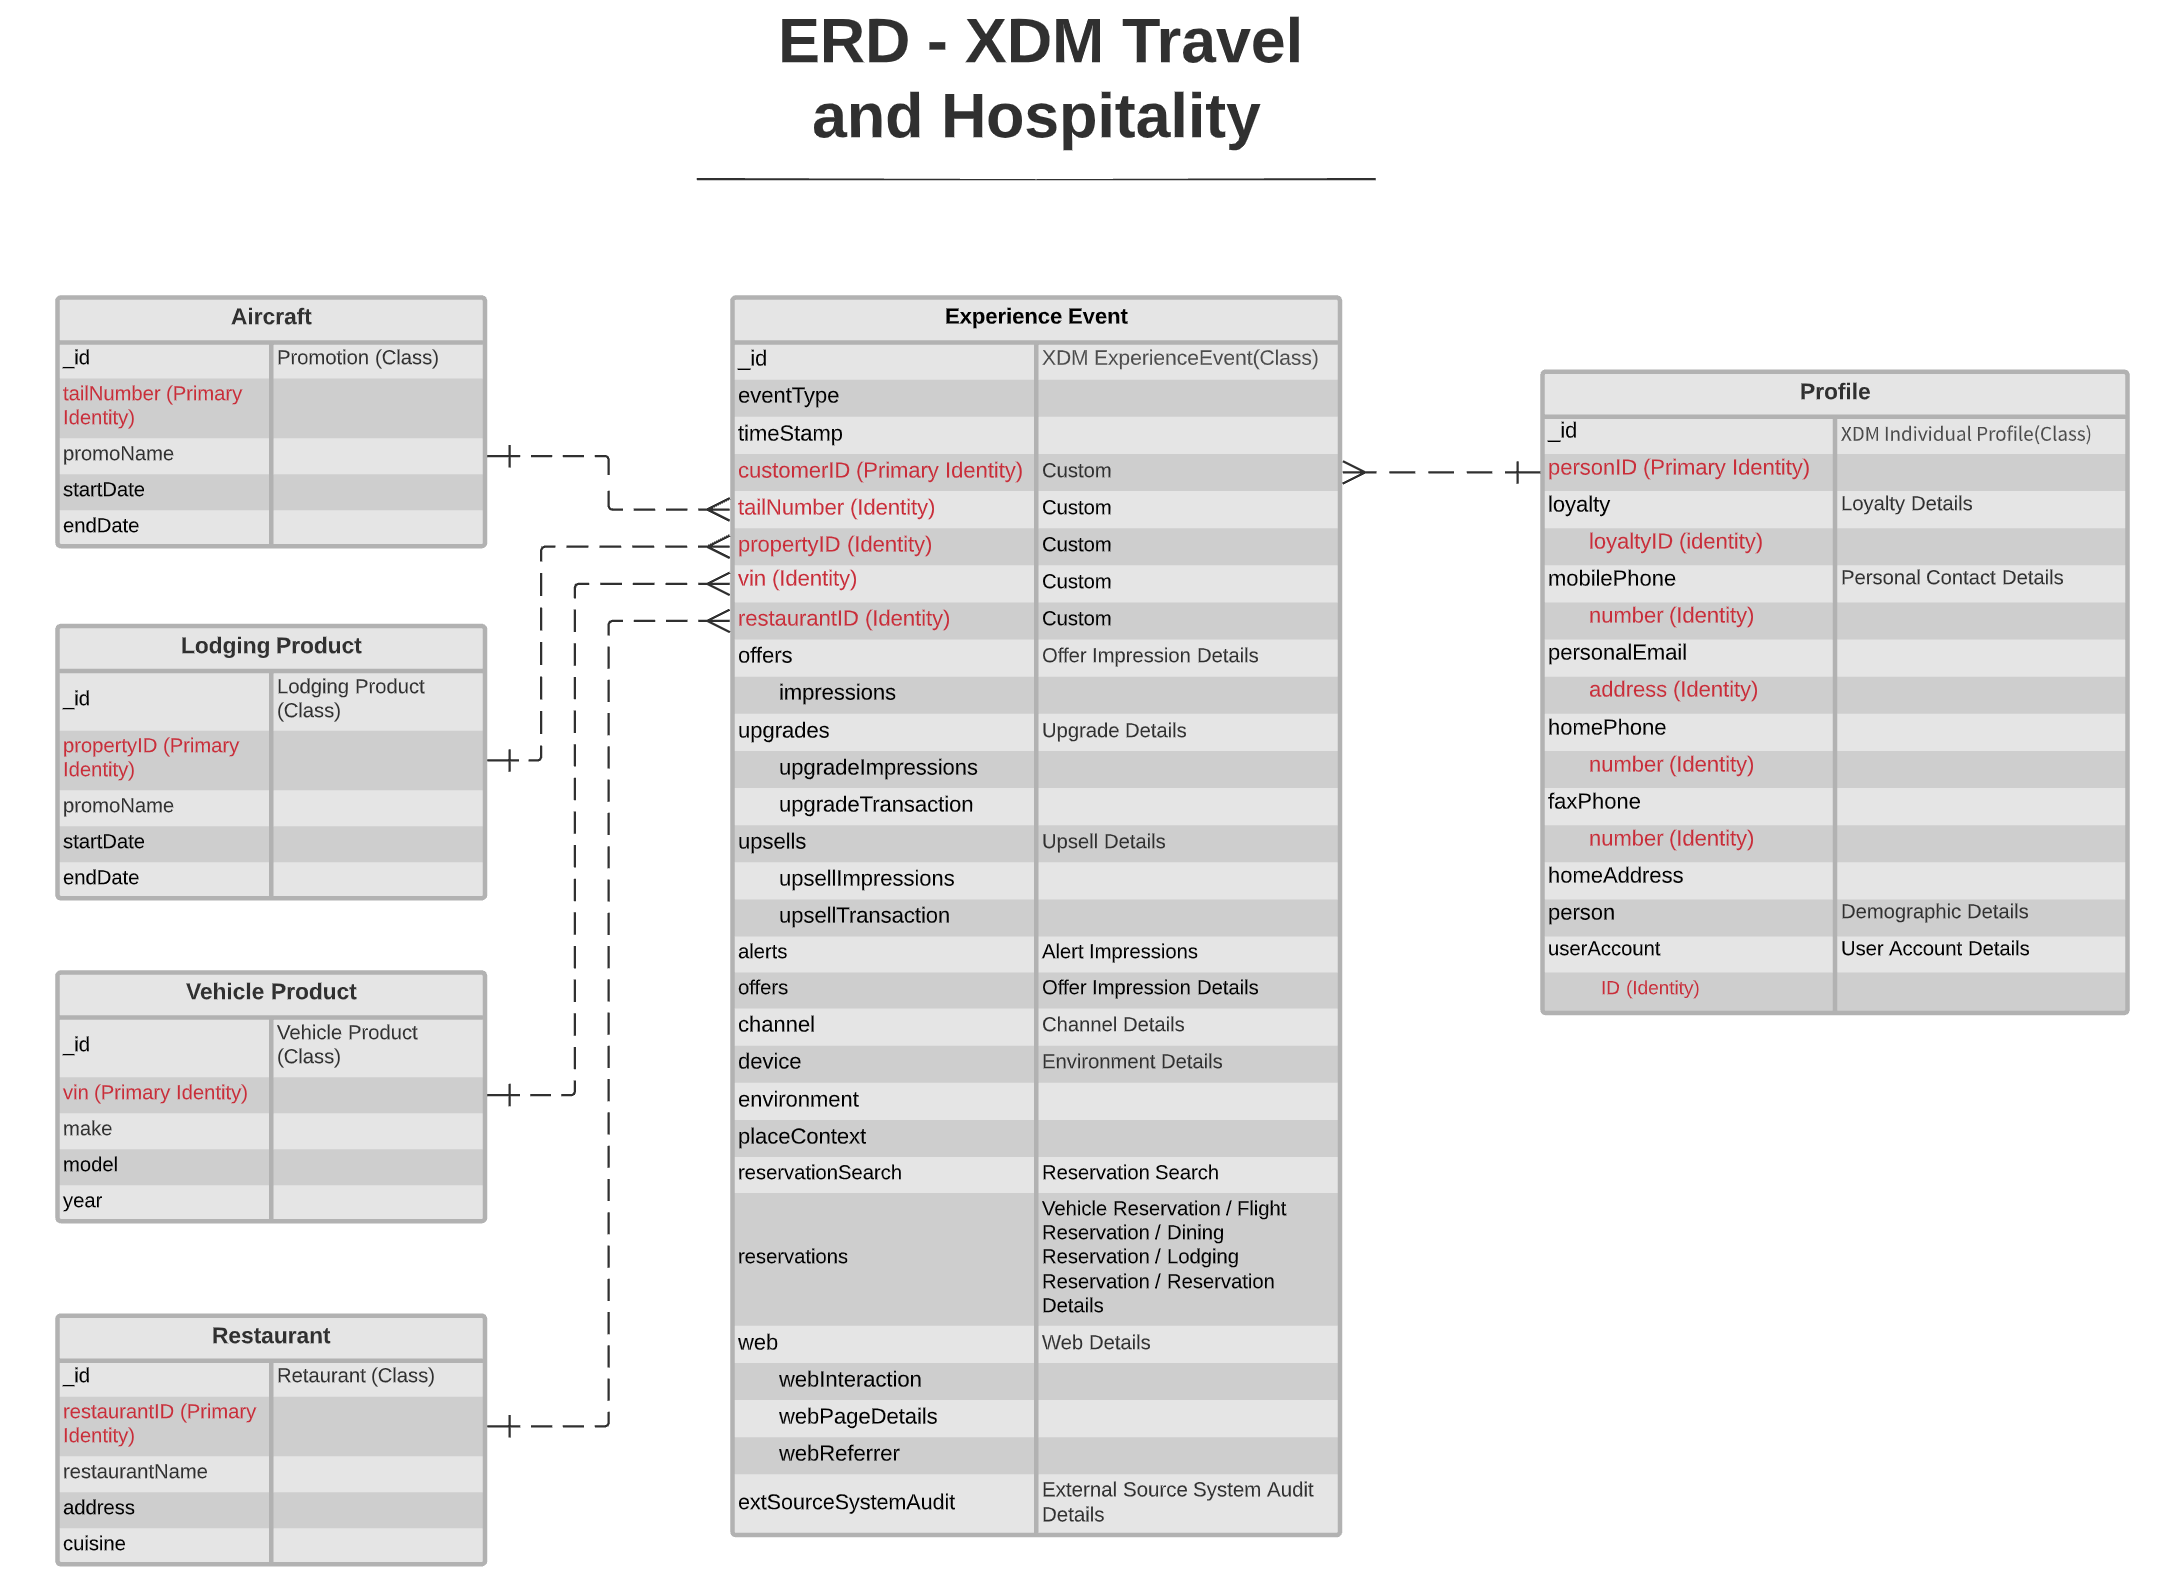 ERD - XDM Travel
and Hospitality
Aircraft
_id
Promotion (Class)
tailNumber (Primary
Identity)
promoName
startDate
endDate
Lodging Product
_id
Lodging Product
(Class)
propertyID (Primary
Identity)
promoName
startDate
endDate
Vehicle Product
_id
Vehicle Product
(Class)
vin (Primary Identity)
make
model
year
Restaurant
_id
Retaurant (Class)
restaurantID (Primary
Identity)
restaurantName
address
cuisine
Experience Event
_id
XDM ExperienceEvent(Class)
eventType
timeStamp
customerID (Primary Identity)
Custom
tailNumber (Identity)
Custom
propertyID (Identity)
Custom
vin (Identity)
Custom
restaurantID (Identity)
Custom
offers
Offer Impression Details
impressions
upgrades
Upgrade Details
upgradeImpressions
upgradeTransaction
upsells
Upsell Details
upsellImpressions
upsellTransaction
alerts
Alert Impressions
offers
Offer Impression Details
channel
Channel Details
device
Environment Details
environment
placeContext
reservationSearch
Reservation Search
reservations
Vehicle Reservation / Flight
Reservation / Dining
Reservation / Lodging
Reservation / Reservation
Details
web
Web Details
webInteraction
webPageDetails
webReferrer
extSourceSystemAudit
External Source System Audit
Details
Profile
_id
XDM Individual Profile(Class)
personID (Primary Identity)
loyalty
Loyalty Details
loyaltyID (identity)
mobilePhone
Personal Contact Details
number (Identity)
personalEmail
address (Identity)
homePhone
number (Identity)
faxPhone
number (Identity)
homeAddress
person
Demographic Details
userAccount
User Account Details
ID (Identity)